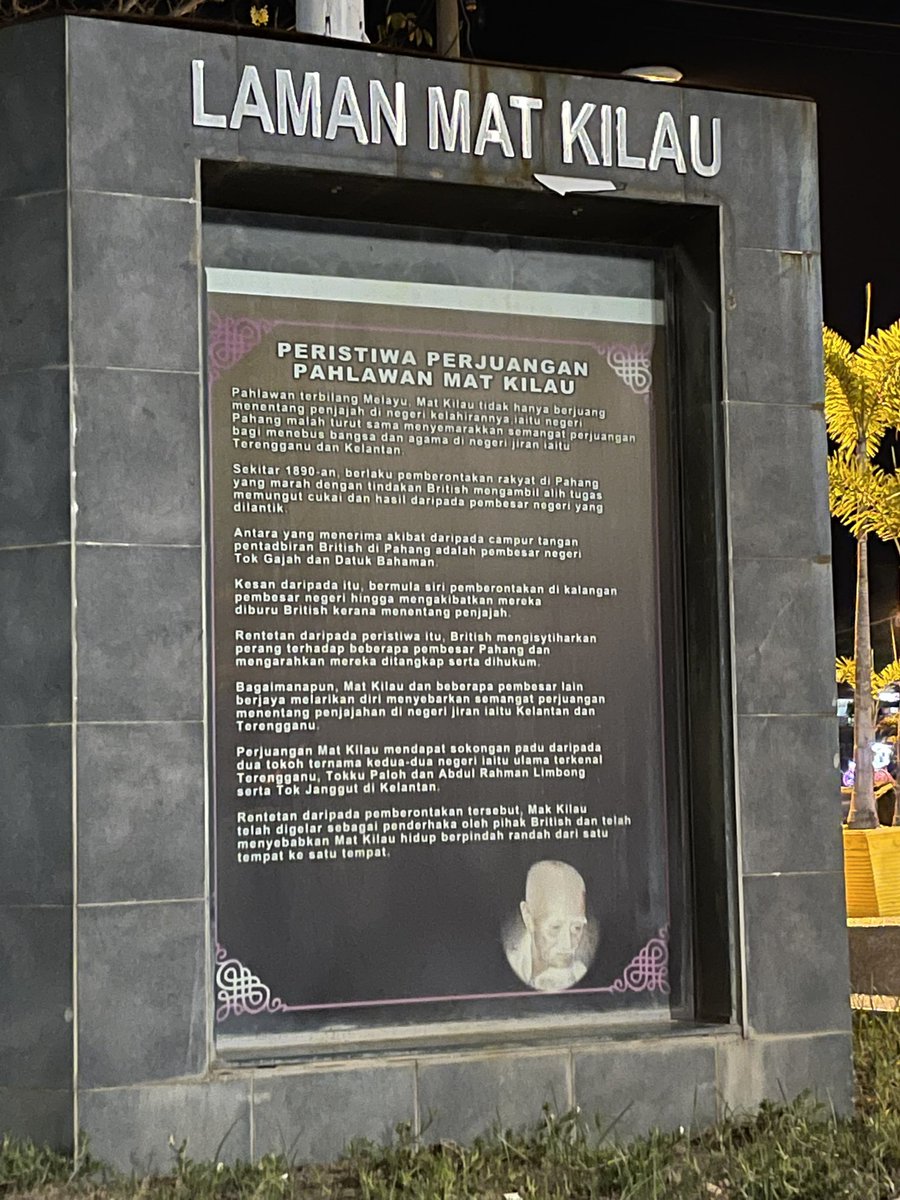 LAMAN MAT KILAU
PERISTIWA PERJUANGAN
PAHLAWAN MAT KILAU
Pahlawan terbilang Melayu, Mat Kilau tidak hanya berjuang
menentang penjajah di negeri kelahirannya iaitu negeri
Pahang malah turut sama menyemarakkan semangat perjuangan
bagi menebus bangsa dan agama di negeri jiran iaitu
Terengganu dan Kelantan.
Sekitar 1890-an, berlaku pemberontakan rakyat di Pahang
yang marah dengan tindakan British mengambil alih tugas
memungut cukai dan hasil daripada pembesar negeri yang
dilantik.
Antara yang menerima akibat daripada campur tangan
pentadbiran British di Pahang adalah pembesar negeri
Tok Gajah dan Datuk Bahaman.
Kesan daripada itu, bermula siri pemberontakan di kalangan
pembesar negeri hingga mengakibatkan mereka
diburu British kerana menentang penjajah.
Rentetan daripada peristiwa itu, British mengisytiharkan
perang terhadap beberapa pembesar Pahang dan
mengarahkan mereka ditangkap serta dihukum.
Bagaimanapun, Mat Kilau dan beberapa pembesar lain
berjaya melarikan diri menyebarkan semangat perjuangan
menentang penjajahan di negeri jiran iaitu Kelantan dan
Terengganu.
Perjuangan Mat Kilau mendapat sokongan padu daripada
dua tokoh ternama kedua-dua negeri iaitu ulama terkenal
Terengganu, Tokku Paloh dan Abdul Rahman Limbong
serta Tok Janggut di Kelantan.
Rentetan daripada pemberontakan tersebut, Mak Kilau
telah digelar sebagai penderhaka oleh pihak British dan telah
menyebabkan Mat Kilau hidup berpindah randah dari satu
tempat ke satu tempat.